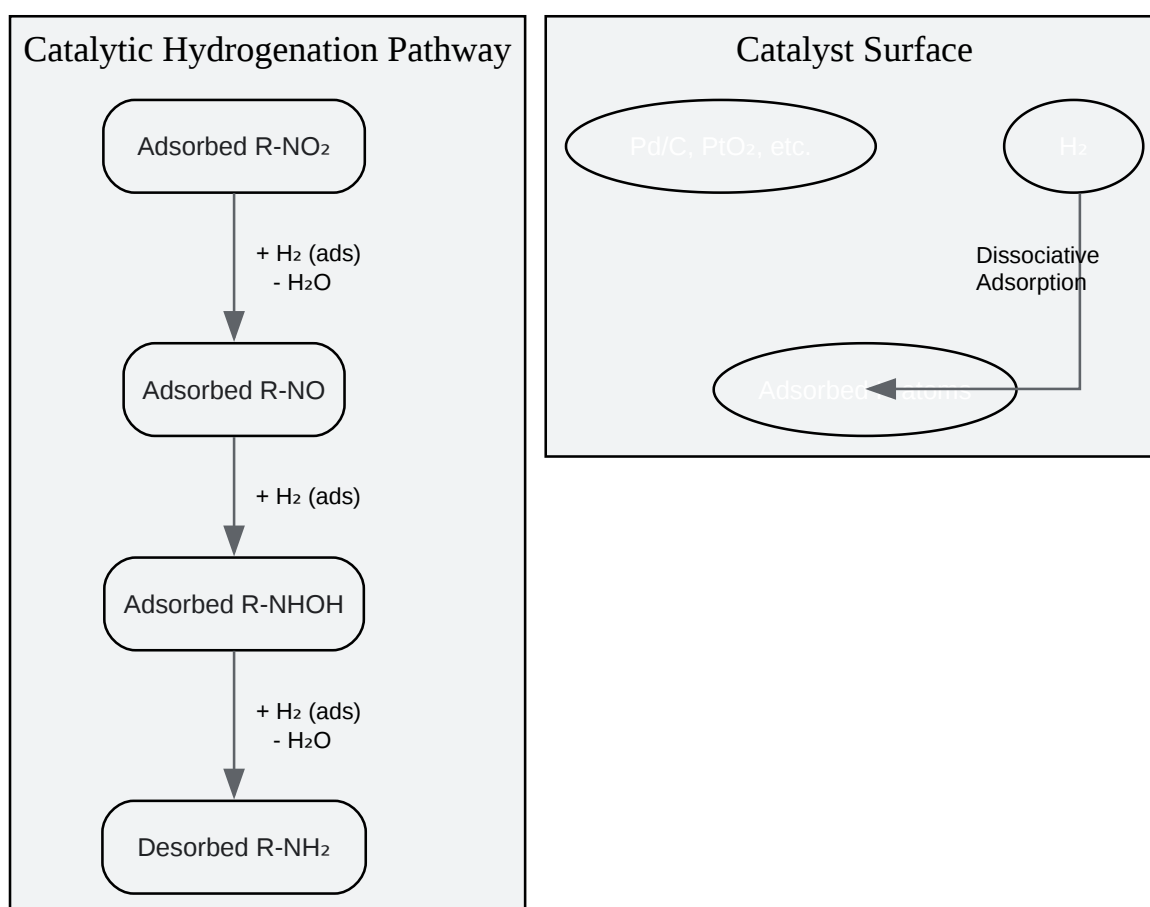 Catalytic Hydrogenation Pathway
Adsorbed R-NO₂
+ H₂ (ads)
- H₂O
Adsorbed R-NO
+ H₂ (ads)
Adsorbed R-NHOH
+ H₂ (ads)
- H₂O
Desorbed R-NH₂
Catalyst Surface
Pd/C, PtO₂, etc.
H₂
Dissociative
Adsorption
Adsorbed atoms